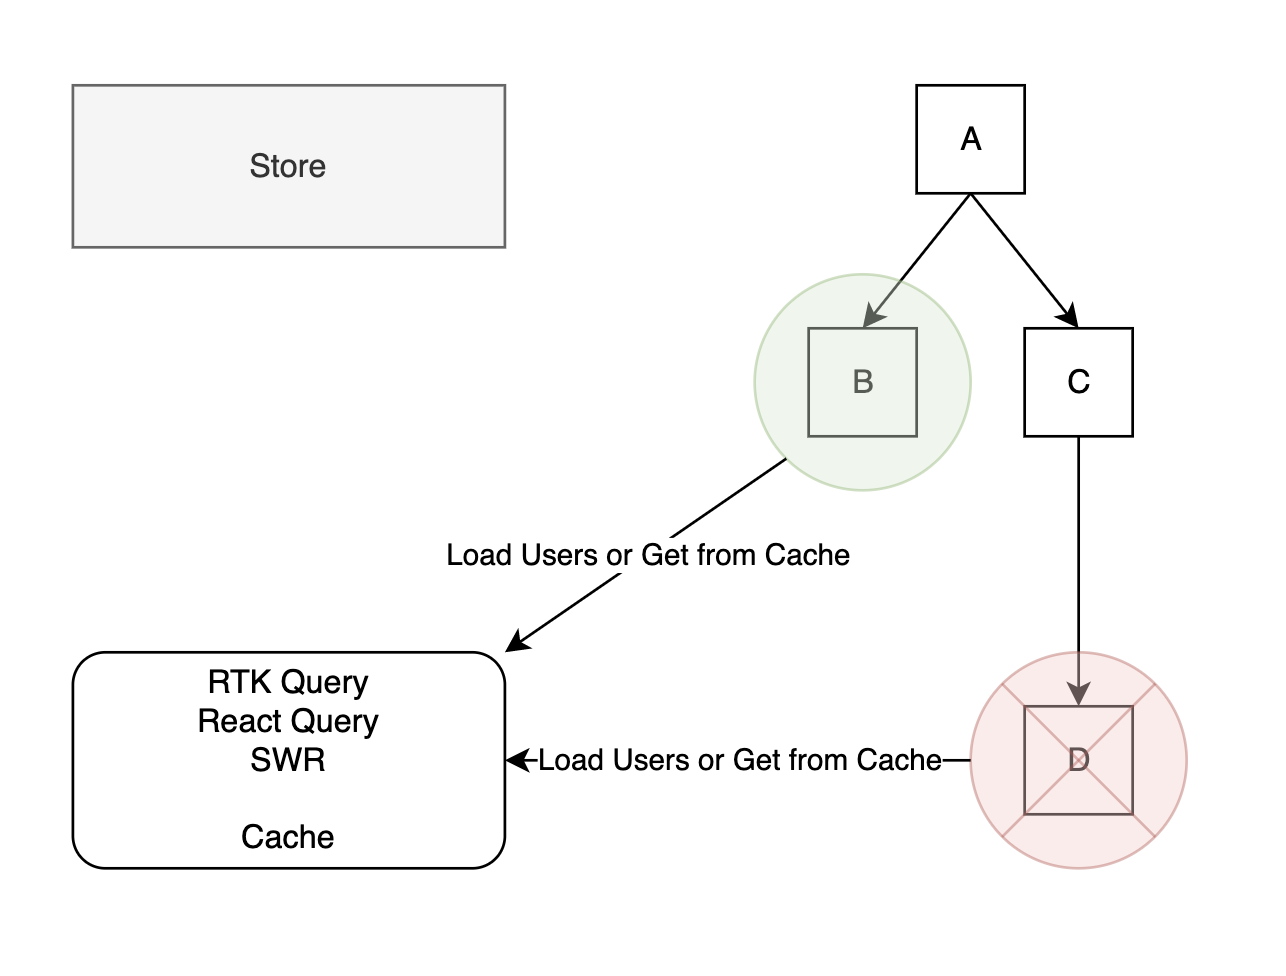 Store
A
B
C
Load Users or Get from Cache
RTK Query
React Query
SWR
Cache
Load Users or Get from Cache
D